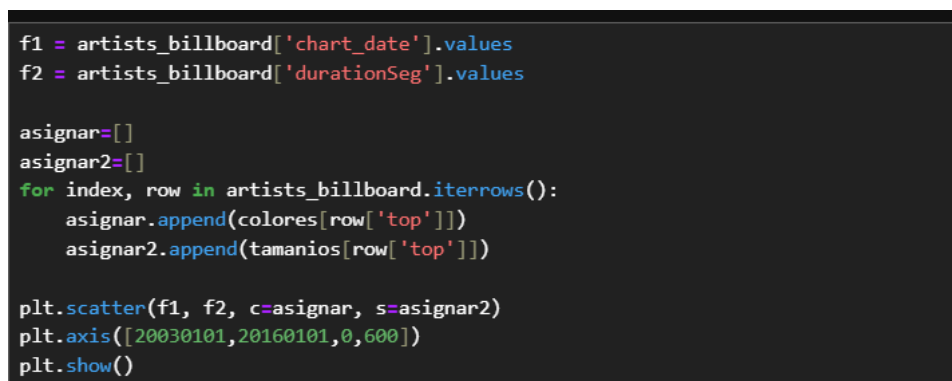 f1 = artists_billboard['chart_date'].values
f2 = artists_billboard['durationSeg'].values

asignar=[]
asignar2=[]
for index, row in artists_billboard.iterrows():
    asignar.append(colores[row['top']])
    asignar2.append(tamanios[row['top']])

plt.scatter(f1, f2, c=asignar, s=asignar2)
plt.axis([20030101,20160101,0,600])
plt.show()